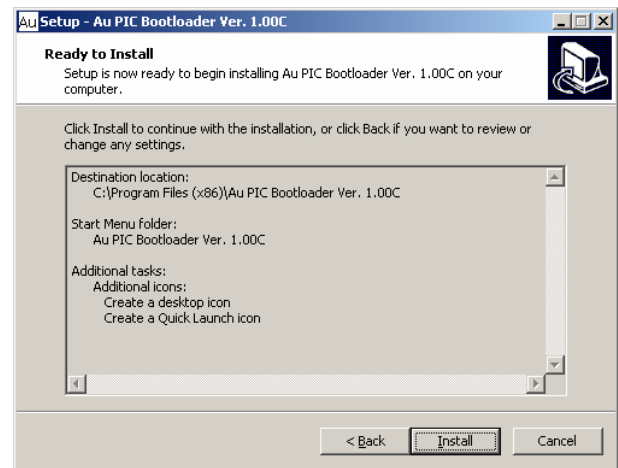 Au Setup - Au PIC Bootloader Ver. 1.00C
Ready to Install
Setup is now ready to begin installing Au PIC Bootloader Ver. 1.00C on your
computer.
Click Install to continue with the installation, or click Back if you want to review or
change any settings.
Destination location:
C:\Program Files (x86)\Au PIC Bootloader Ver. 1.00C
Start Menu folder:
Au PIC Bootloader Ver. 1.00C
Additional tasks:
Additional icons:
Create a desktop icon
Create a Quick Launch icon
< Back Install Cancel